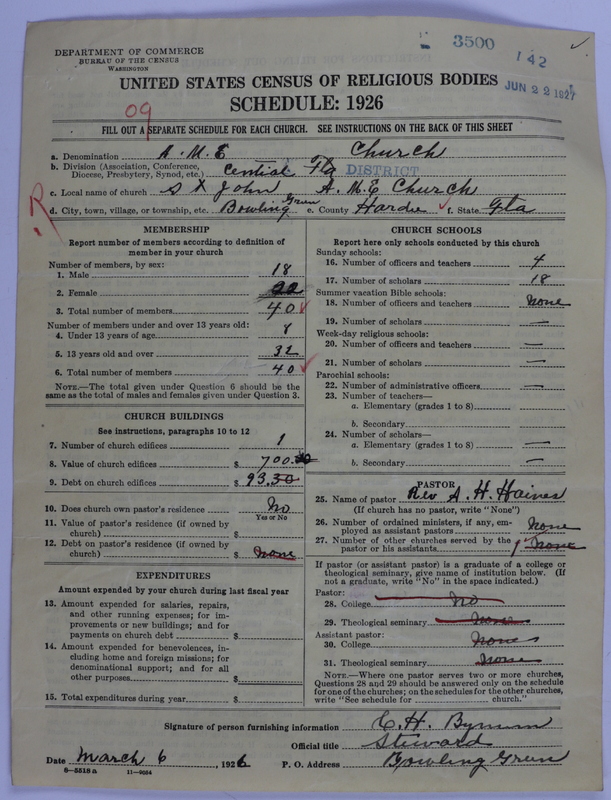 3500
142
JUN 22 1927
DEPARTMENT OF COMMERCE
BUREAU OF THE CENSUS
WASHINGTON
UNITED STATES CENSUS OF RELIGIOUS BODIES
SCHEDULE: 1926
09
FILL OUT A SEPARATE SCHEDULE FOR EACH CHURCH. SEE INSTRUCTIONS ON THE BACK OF THIS SHEET
a. Denomination A. M. E Church
b. Division (Association, Conference, Diocese, Presbytery, Synod, etc.) Central Fla DISTRICT
c. Local name of church St John A. M. E Church
R
d. City, town, village, or township, etc. Bowling Green e. County Hardee f. State Fla
MEMBERSHIP
Report number of members according to definition of
member in your church
Number of members, by sex:
1. Male 18
2. Female 22
3. Total number of members 40
Number of members under and over 13 years old:
4. Under 13 years of age 8
5. 13 years old and over 32
6. Total number of members 40
NOTE.—The total given under Question 6 should be
same as the total of males and females given under Question 3.
CHURCH BUILDINGS
See instructions, paragraphs 10 to 12
7. Number of church edifices 1
8. Value of church edifices $ 700.00
9. Debt on church edifices $ 93.30
10. Does church own pastor's residence No
Yes or No
11. Value of pastor's residence (if owned by
church) $
12. Debt on pastor's residence (if owned by
church) $ none
EXPENDITURES
Amount expended by your church during last fiscal year
13. Amount expended for salaries, repairs,
and other running expenses; for im-
provements or new buildings; and for
payments on church debt $
14. Amount expended for benevolences, in-
cluding home and foreign missions; for
denominational support; and for all
other purposes $
15. Total expenditures during year $
CHURCH SCHOOLS
Report here only schools conducted by this church
Sunday schools:
16. Number of officers and teachers 4
17. Number of scholars 18
Summer vacation Bible schools:
18. Number of officers and teachers none
19. Number of scholars —
Week-day religious schools:
20. Number of officers and teachers —
21. Number of scholars —
Parochial schools:
22. Number of administrative officers —
23. Number of teachers—
a. Elementary (grades 1 to 8)
b. Secondary
24. Number of scholars—
a. Elementary (grades 1 to 8) —
b. Secondary —
PASTOR
25. Name of pastor Rev A. H. Haines
(If church has no pastor, write "None")
26. Number of ordained ministers, if any, em-
ployed as assistant pastors none
27. Number of other churches served by the
pastor or his assistants 1 none
If pastor (or assistant pastor) is a graduate of a college or
theological seminary, give name of institution below. (If
not a graduate, write "No" in the space indicated.)
Pastor:
28. College No
29. Theological seminary none
Assistant pastor:
30. College none
31. Theological seminary none
NOTE.—Where one pastor serves two or more churches,
Questions 28 and 29 should be answered only on the schedule
for one of the churches; on the schedules for the other churches,
write "See schedule for church."
Signature of person furnishing information C. H. Bynum
Official title Steward
Date March 6, 1926 P. O. Address Bowling Green
8-5518a 11-9054